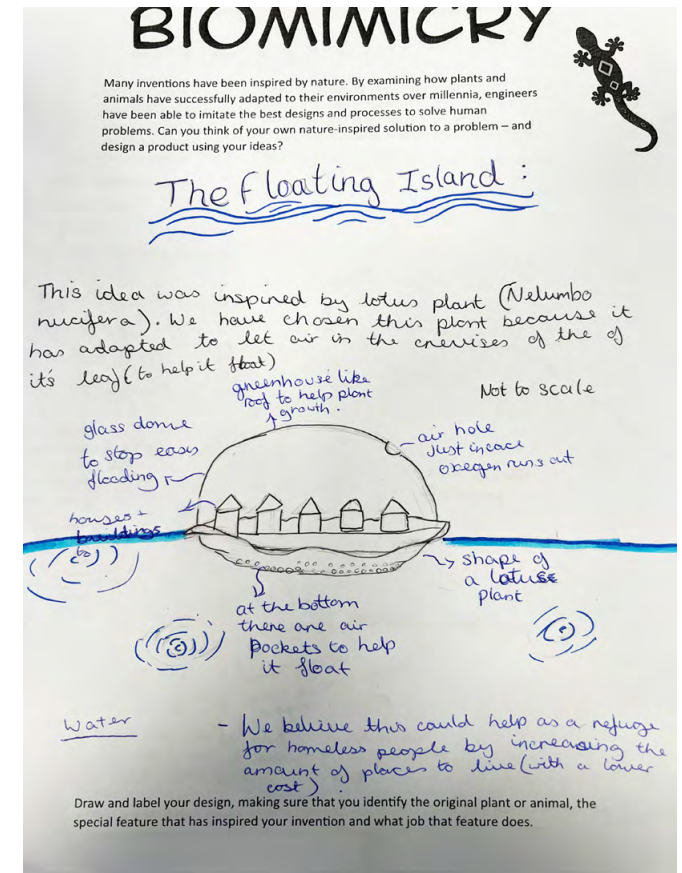 BIOMIMICRY
Many inventions have been inspired by nature. By examining how plants and
animals have successfully adapted to their environments over millennia, engineers
have been able to imitate the best designs and processes to solve human
problems. Can you think of your own nature-inspired solution to a problem – and
design a product using your ideas?
The floating Island :
This idea was inspired by lotus plant (Nelumbo
nucifera). We have chosen this plant because it
has adapted to let air in the crevises of the of
it's leaf (to help it float)
greenhouse like
roof to help plant
growth.
Not to scale
glass dome
to stop easy
flooding
air hole
Just incace
oxegen runs out
houses +
buildings
shape of
a latuse
plant
at the bottom
there are air
pockets to help
it float
Water
- We believe this could help as a refuge
for homeless people by increasing the
amount of places to live (with a lower
cost).
Draw and label your design, making sure that you identify the original plant or animal, the
special feature that has inspired your invention and what job that feature does.